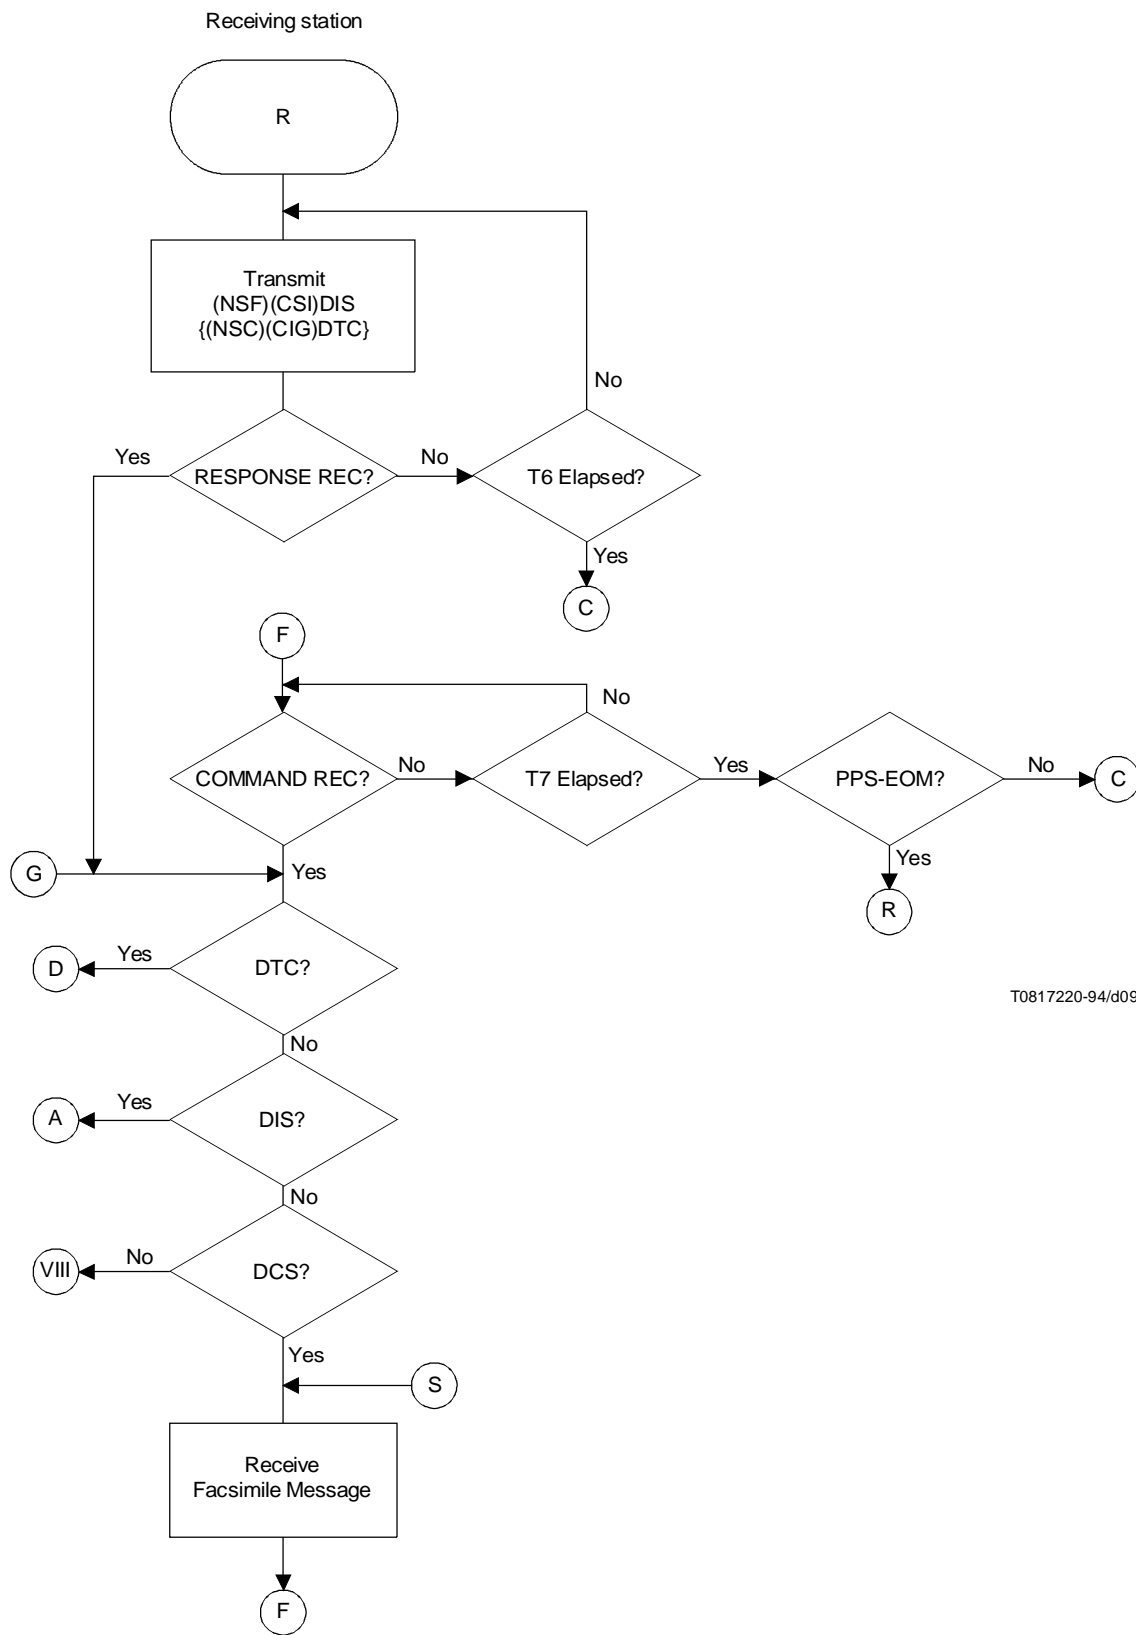 Receiving station
R
Transmit
(NSF)(CSI)DIS
{(NSC)(CIG)DTC}
No
Yes
RESPONSE REC?
No
T6 Elapsed?
Yes
C
F
No
COMMAND REC?
No
T7 Elapsed?
Yes
PPS-EOM?
No
C
G
Yes
Yes
R
D
Yes
DTC?
T0817220-94/d09
No
A
Yes
DIS?
No
VIII
No
DCS?
Yes
S
Receive
Facsimile Message
F